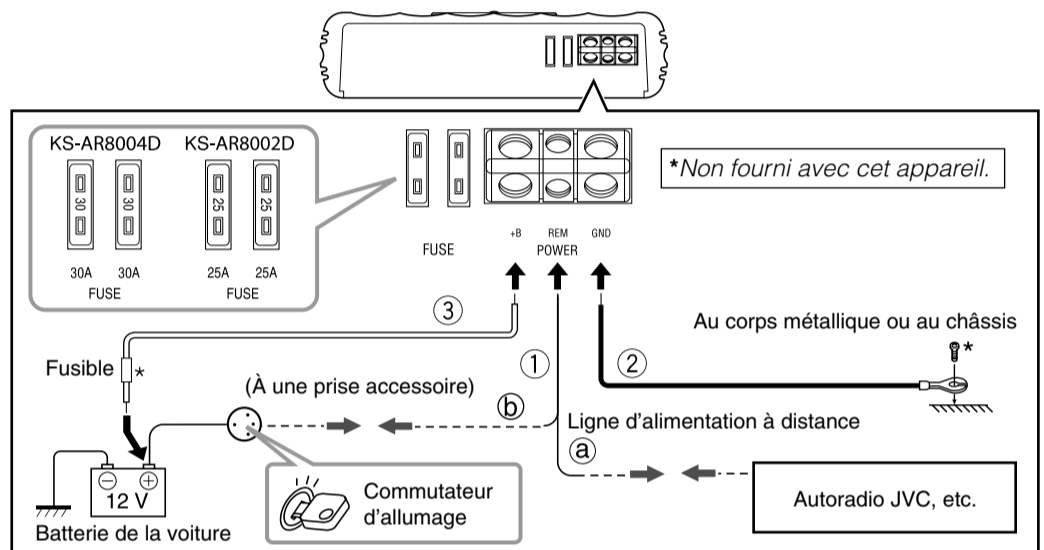 KS-AR8004D KS-AR8002D
30 30 25 25
30A 30A 25A 25A
FUSE FUSE
*Non fourni avec cet appareil.
FUSE
+B REM GND
POWER
③
①
②
Au corps métallique ou au châssis
*
Fusible *
(À une prise accessoire)
ⓑ
Ligne d'alimentation à distance
ⓐ
Autoradio JVC, etc.
Commutateur
d'allumage
⊖ ⊕
12 V
Batterie de la voiture